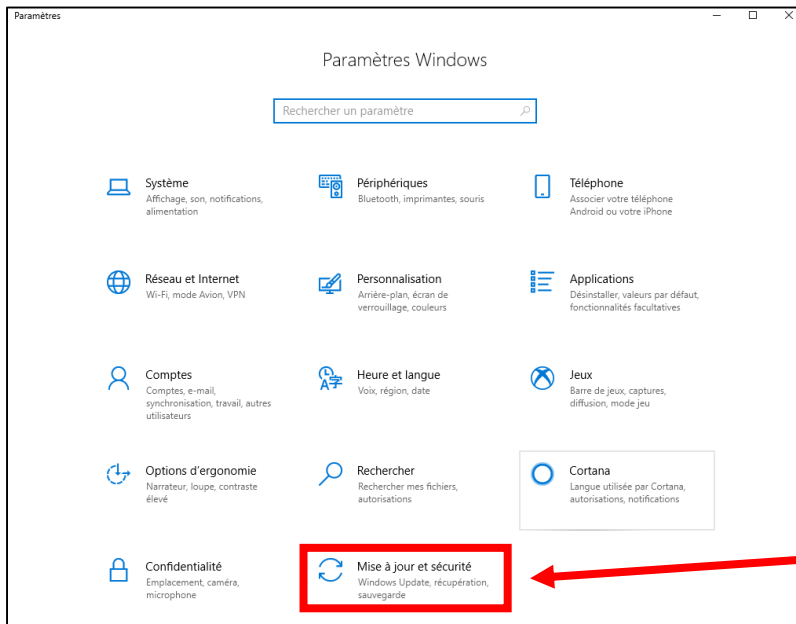 Paramètres
Paramètres Windows
Rechercher un paramètre
Système
Affichage, son, notifications,
alimentation
Périphériques
Bluetooth, imprimantes, souris
Téléphone
Associer votre téléphone
Android ou votre iPhone
Réseau et Internet
Wi-Fi, mode Avion, VPN
Personnalisation
Arrière-plan, écran de
verrouillage, couleurs
Applications
Désinstaller, valeurs par défaut,
fonctionnalités facultatives
Comptes
Comptes, e-mail,
synchronisation, travail, autres
utilisateurs
Heure et langue
Voix, région, date
Jeux
Barre de jeux, captures,
diffusion, mode jeu
Options d'ergonomie
Narrateur, loupe, contraste
élevé
Rechercher
Rechercher mes fichiers,
autorisations
Cortana
Langue utilisée par Cortana,
autorisations, notifications
Confidentialité
Emplacement, caméra,
microphone
Mise à jour et sécurité
Windows Update, récupération,
sauvegarde